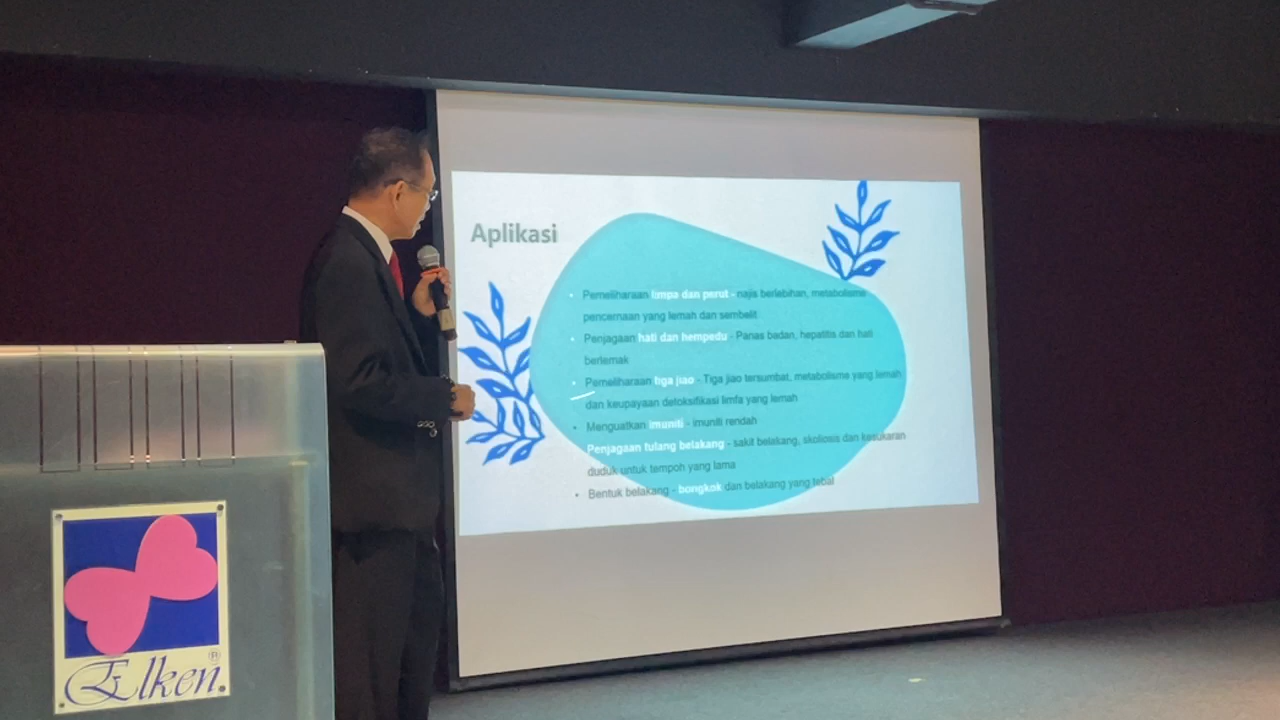 Aplikasi
• Pemeliharaan limpa dan perut - najis berlebihan, metabolisme
pencernaan yang lemah dan sembelit
• Penjagaan hati dan hempedu - Panas badan, hepatitis dan hati
berlemak
• Pemeliharaan tiga jiao - Tiga jiao tersumbat, metabolisme yang lemah
dan keupayaan detoksifikasi limfa yang lemah
• Menguatkan imuniti - imuniti rendah
Penjagaan tulang belakang - sakit belakang, skoliosis dan kesukaran
duduk untuk tempoh yang lama
• Bentuk belakang - bongkok dan belakang yang tebal
Elken®